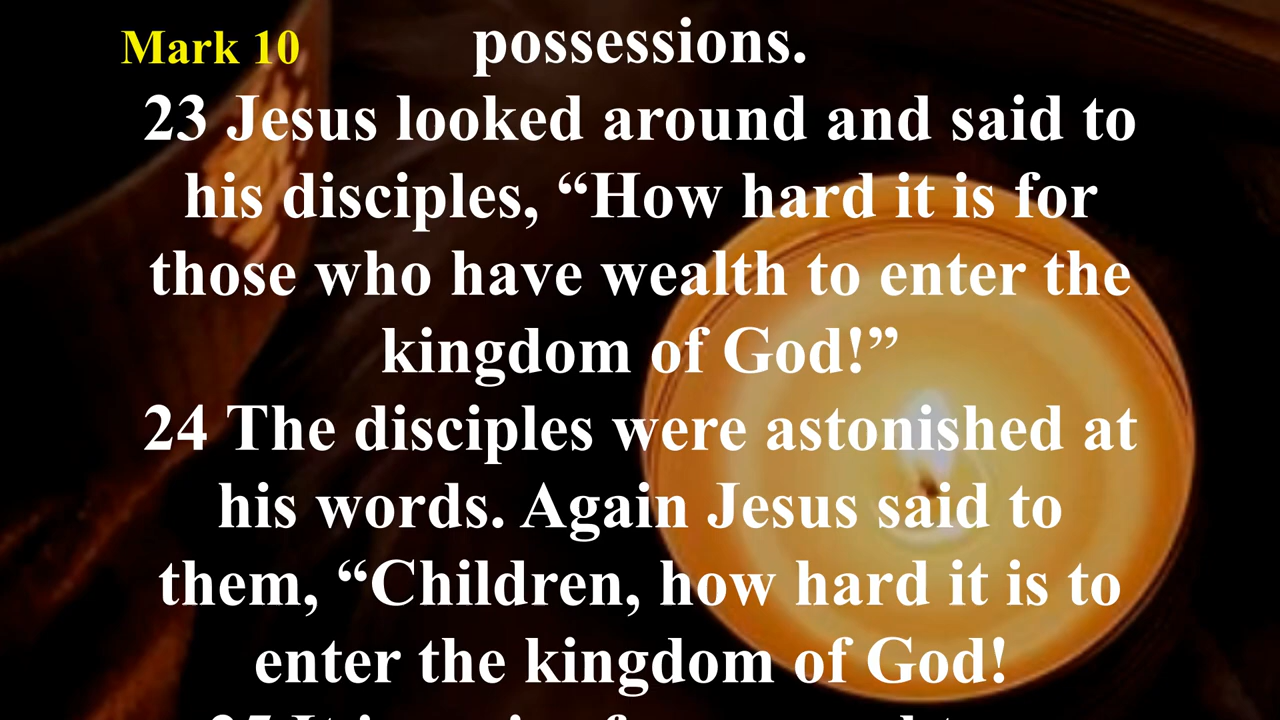 Mark 10
possessions.
23 Jesus looked around and said to
his disciples, “How hard it is for
those who have wealth to enter the
kingdom of God!”
24 The disciples were astonished at
his words. Again Jesus said to
them, “Children, how hard it is to
enter the kingdom of God!